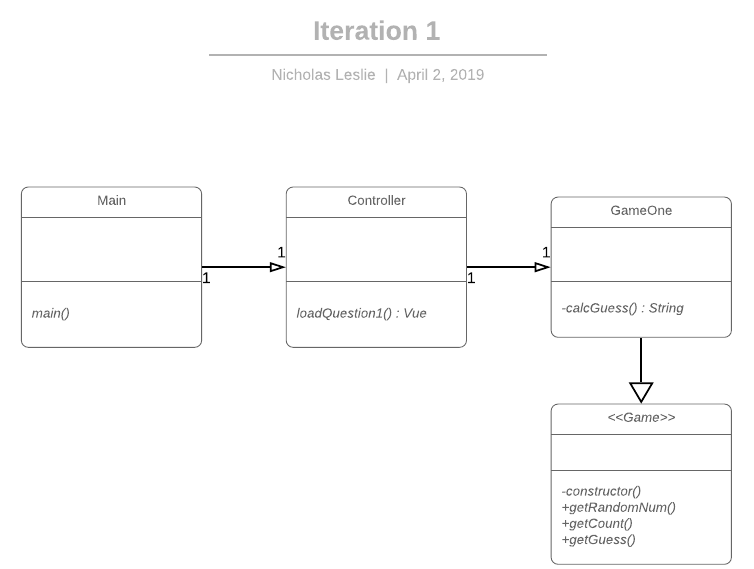 Iteration 1
Nicholas Leslie | April 2, 2019
Main
main()
1
1
Controller
loadQuestion1() : Vue
1
1
GameOne
-calcGuess() : String
<<Game>>
-constructor()
+getRandomNum()
+getCount()
+getGuess()